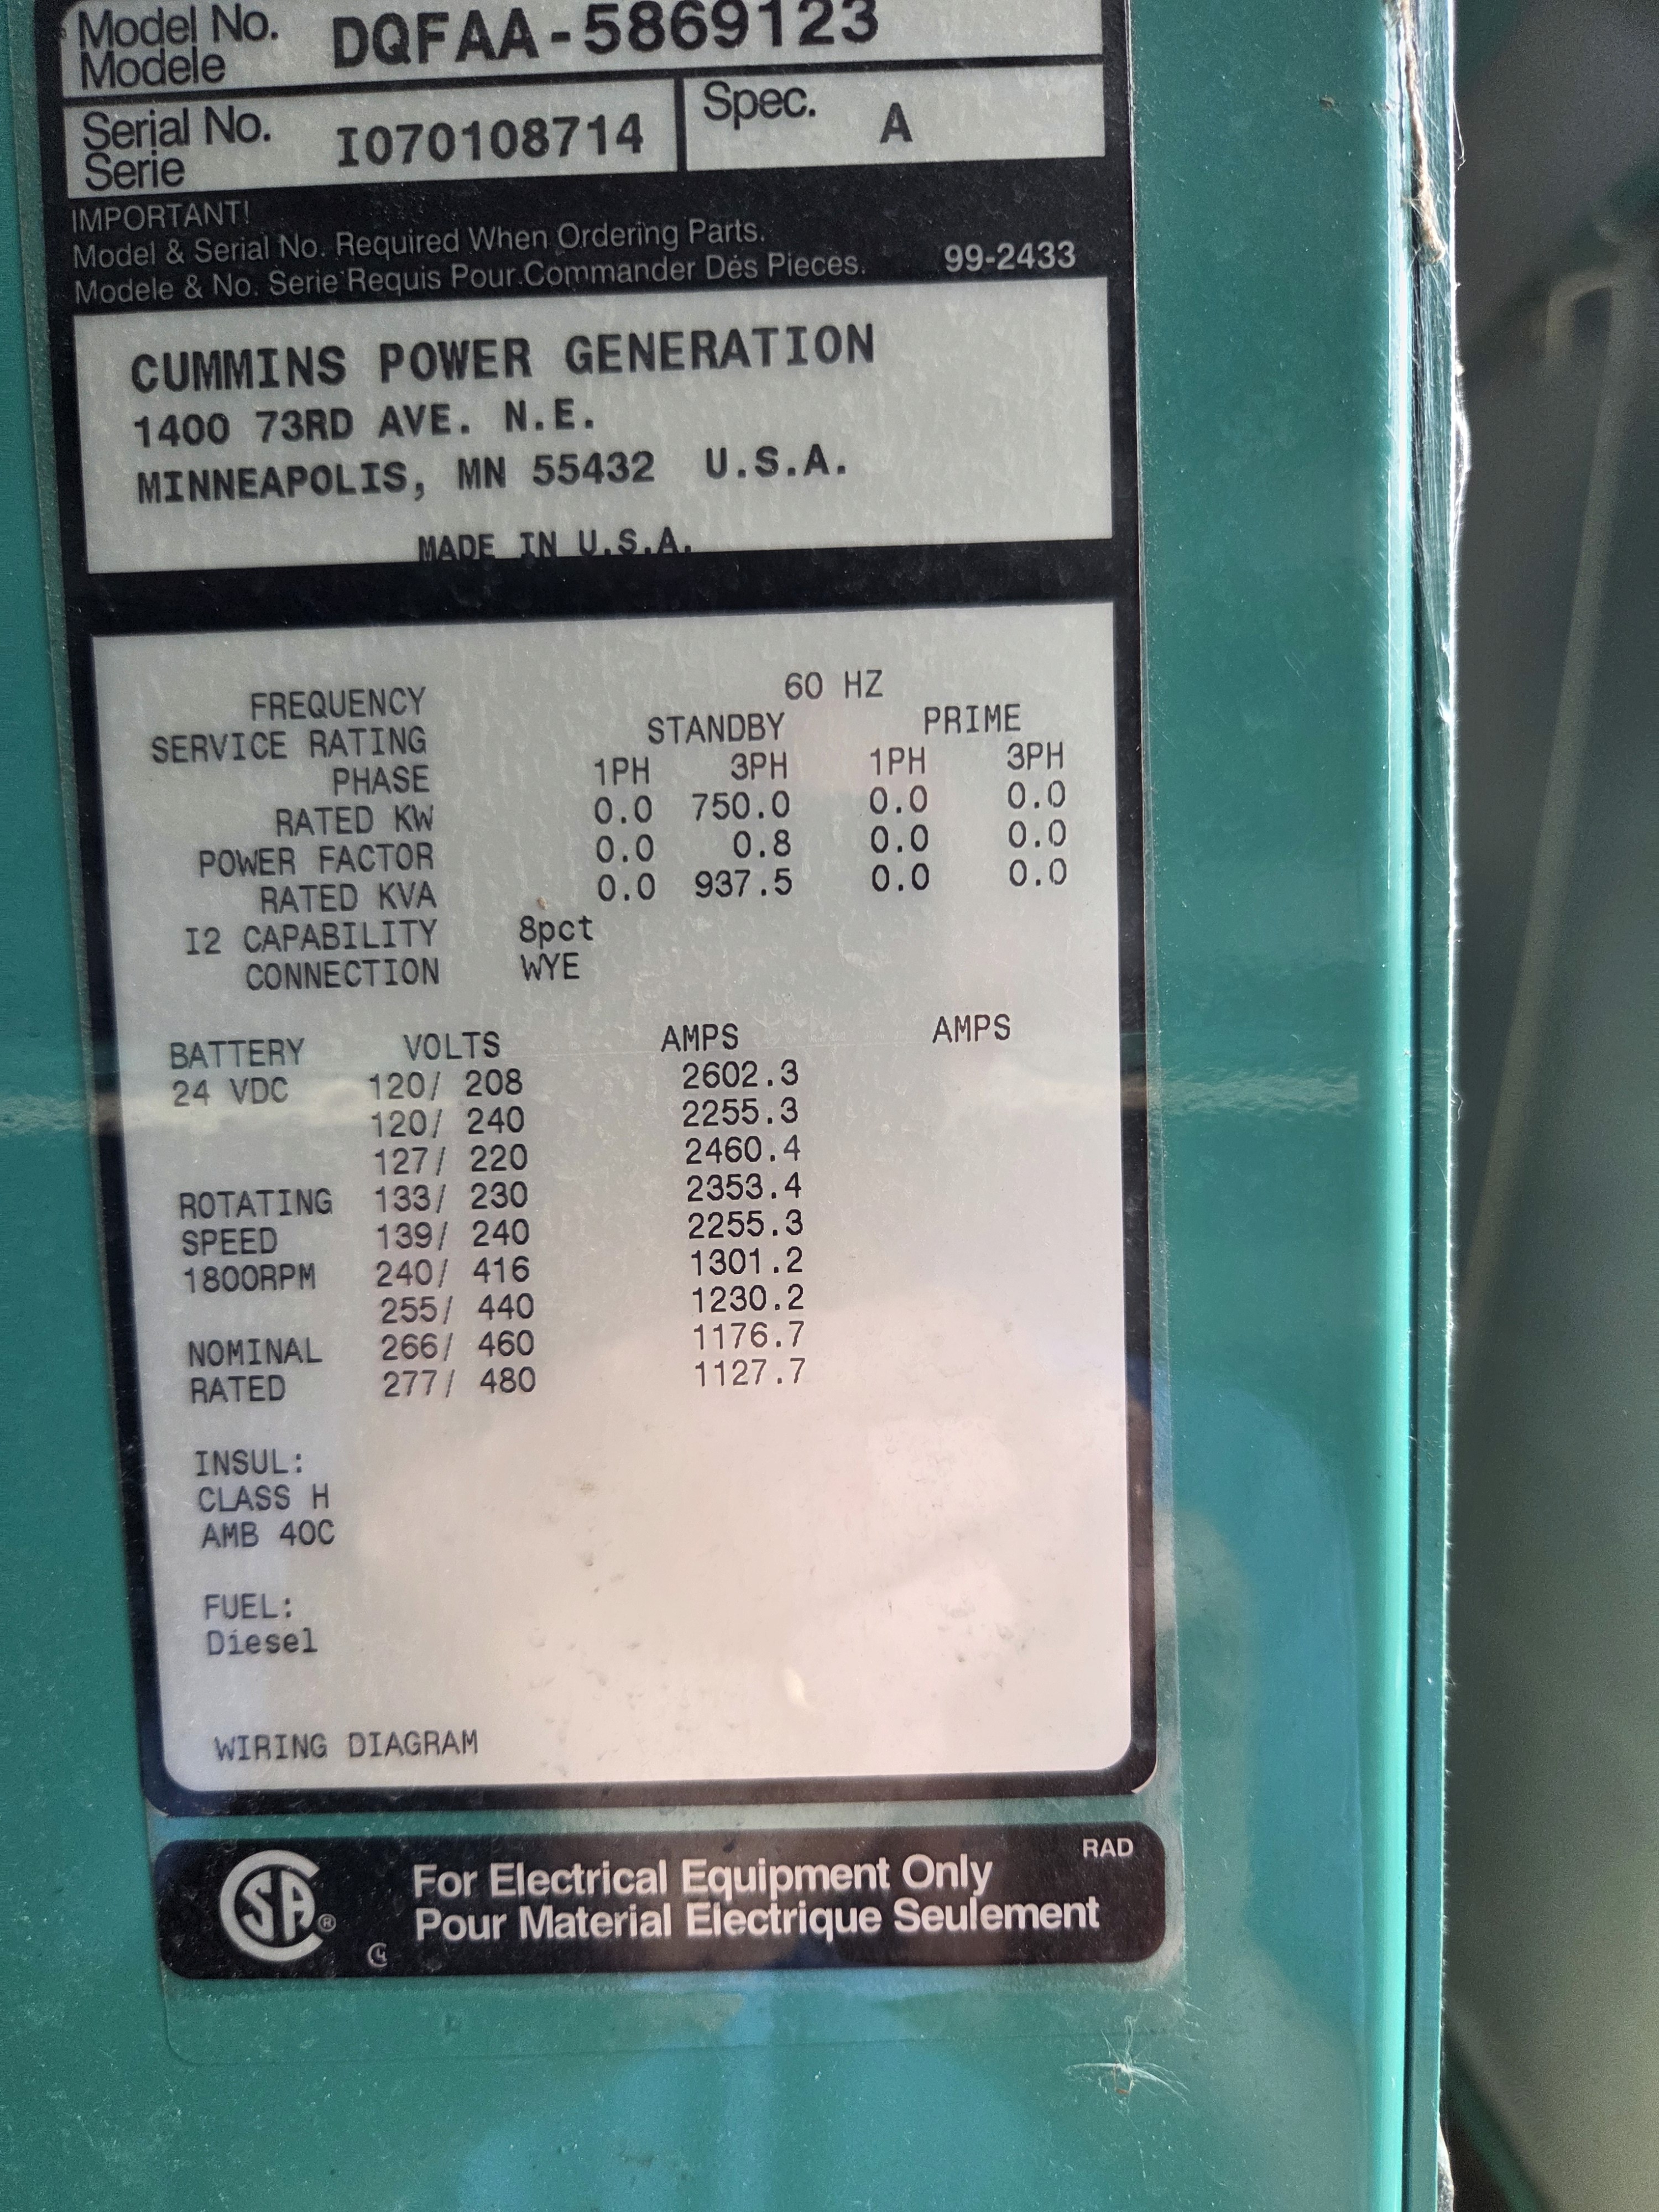 Model No. DQFAA-5869123
Modele
Serial No. I070108714 Spec. A
Serie
IMPORTANT!
Model & Serial No. Required When Ordering Parts.
Modele & No. Serie Requis Pour Commander Dés Pieces. 99-2433
CUMMINS POWER GENERATION
1400 73RD AVE. N.E.
MINNEAPOLIS, MN 55432 U.S.A.
MADE IN U.S.A.
FREQUENCY 60 HZ
SERVICE RATING STANDBY PRIME
PHASE 1PH 3PH 1PH 3PH
RATED KW 0.0 750.0 0.0 0.0
POWER FACTOR 0.0 0.8 0.0 0.0
RATED KVA 0.0 937.5 0.0 0.0
I2 CAPABILITY 8pct
CONNECTION WYE
BATTERY VOLTS AMPS AMPS
24 VDC 120/ 208 2602.3
120/ 240 2255.3
127/ 220 2460.4
ROTATING 133/ 230 2353.4
SPEED 139/ 240 2255.3
1800RPM 240/ 416 1301.2
255/ 440 1230.2
NOMINAL 266/ 460 1176.7
RATED 277/ 480 1127.7
INSUL:
CLASS H
AMB 40C
FUEL:
Diesel
WIRING DIAGRAM
RAD
SA ® For Electrical Equipment Only
Pour Material Electrique Seulement